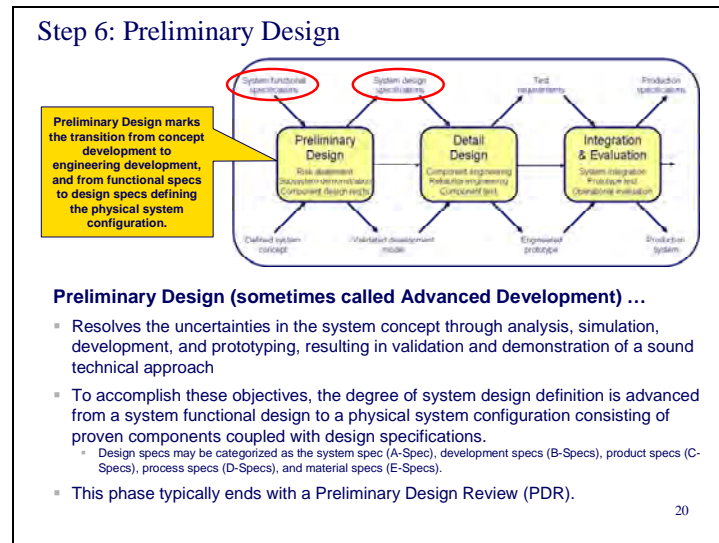 Step 6: Preliminary Design
System functional
specifications
System design
specifications
Test
requirements
Production
specifications
Preliminary Design marks
the transition from concept
development to
engineering development,
and from functional specs
to design specs defining
the physical system
configuration.
Preliminary
Design
Risk abatement
Subsystem demonstration
Component design reqts
Detail
Design
Component engineering
Component test
Integration
& Evaluation
System integration
Prototype test
Operational evaluation
Defined system
concept
Validated development
model
Engineered
prototype
Production
system
Preliminary Design (sometimes called Advanced Development) …
Resolves the uncertainties in the system concept through analysis, simulation,
development, and prototyping, resulting in validation and demonstration of a sound
technical approach
To accomplish these objectives, the degree of system design definition is advanced
from a system functional design to a physical system configuration consisting of
proven components coupled with design specifications.
Design specs may be categorized as the system spec (A-Spec), development specs (B-Specs), product specs (C-
Specs), process specs (D-Specs), and material specs (E-Specs).
This phase typically ends with a Preliminary Design Review (PDR).
20